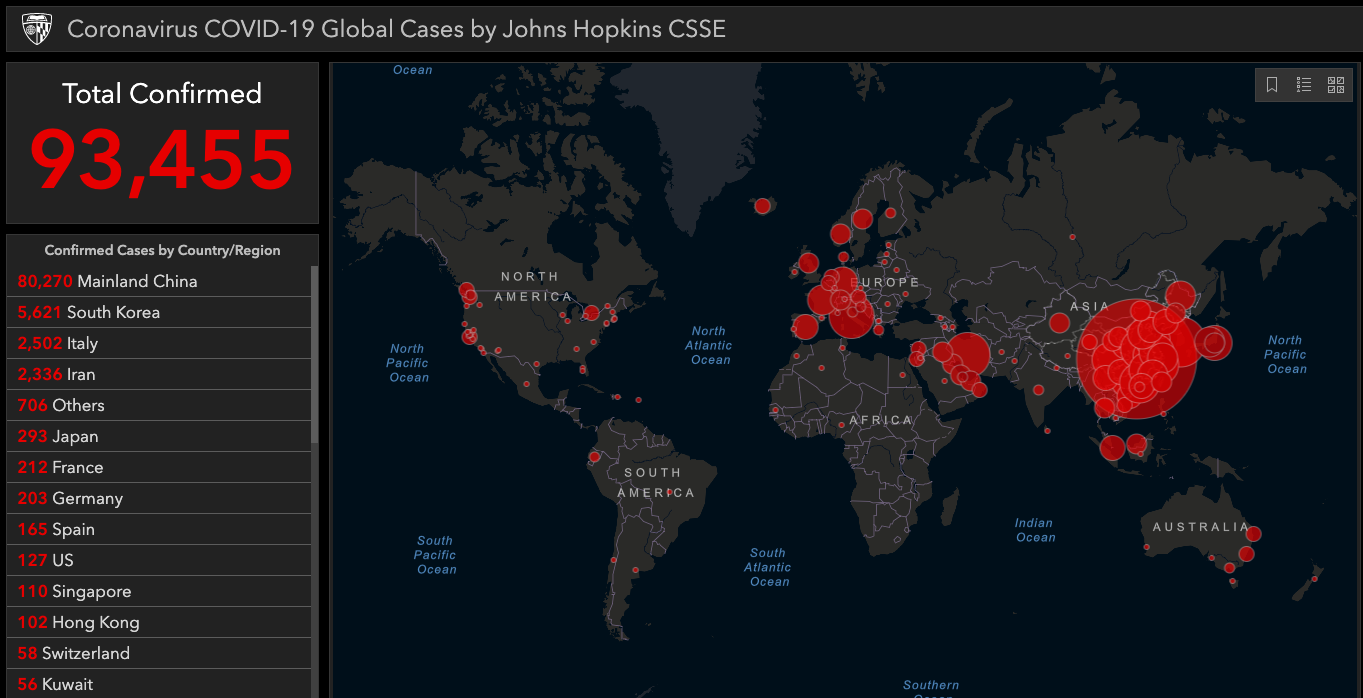 Coronavirus COVID-19 Global Cases by Johns Hopkins CSSE
Total Confirmed
93,455
Confirmed Cases by Country/Region
80,270 Mainland China
5,621 South Korea
2,502 Italy
2,336 Iran
706 Others
293 Japan
212 France
203 Germany
165 Spain
127 US
110 Singapore
102 Hong Kong
58 Switzerland
56 Kuwait
Ocean
NORTH
AMERICA
EUROPE
ASIA
North
Pacific
Ocean
North
Atlantic
Ocean
North
Pacific
Ocean
AFRICA
SOUTH
AMERICA
South
Pacific
Ocean
South
Atlantic
Ocean
Indian
Ocean
AUSTRALIA
Southern
Ocean